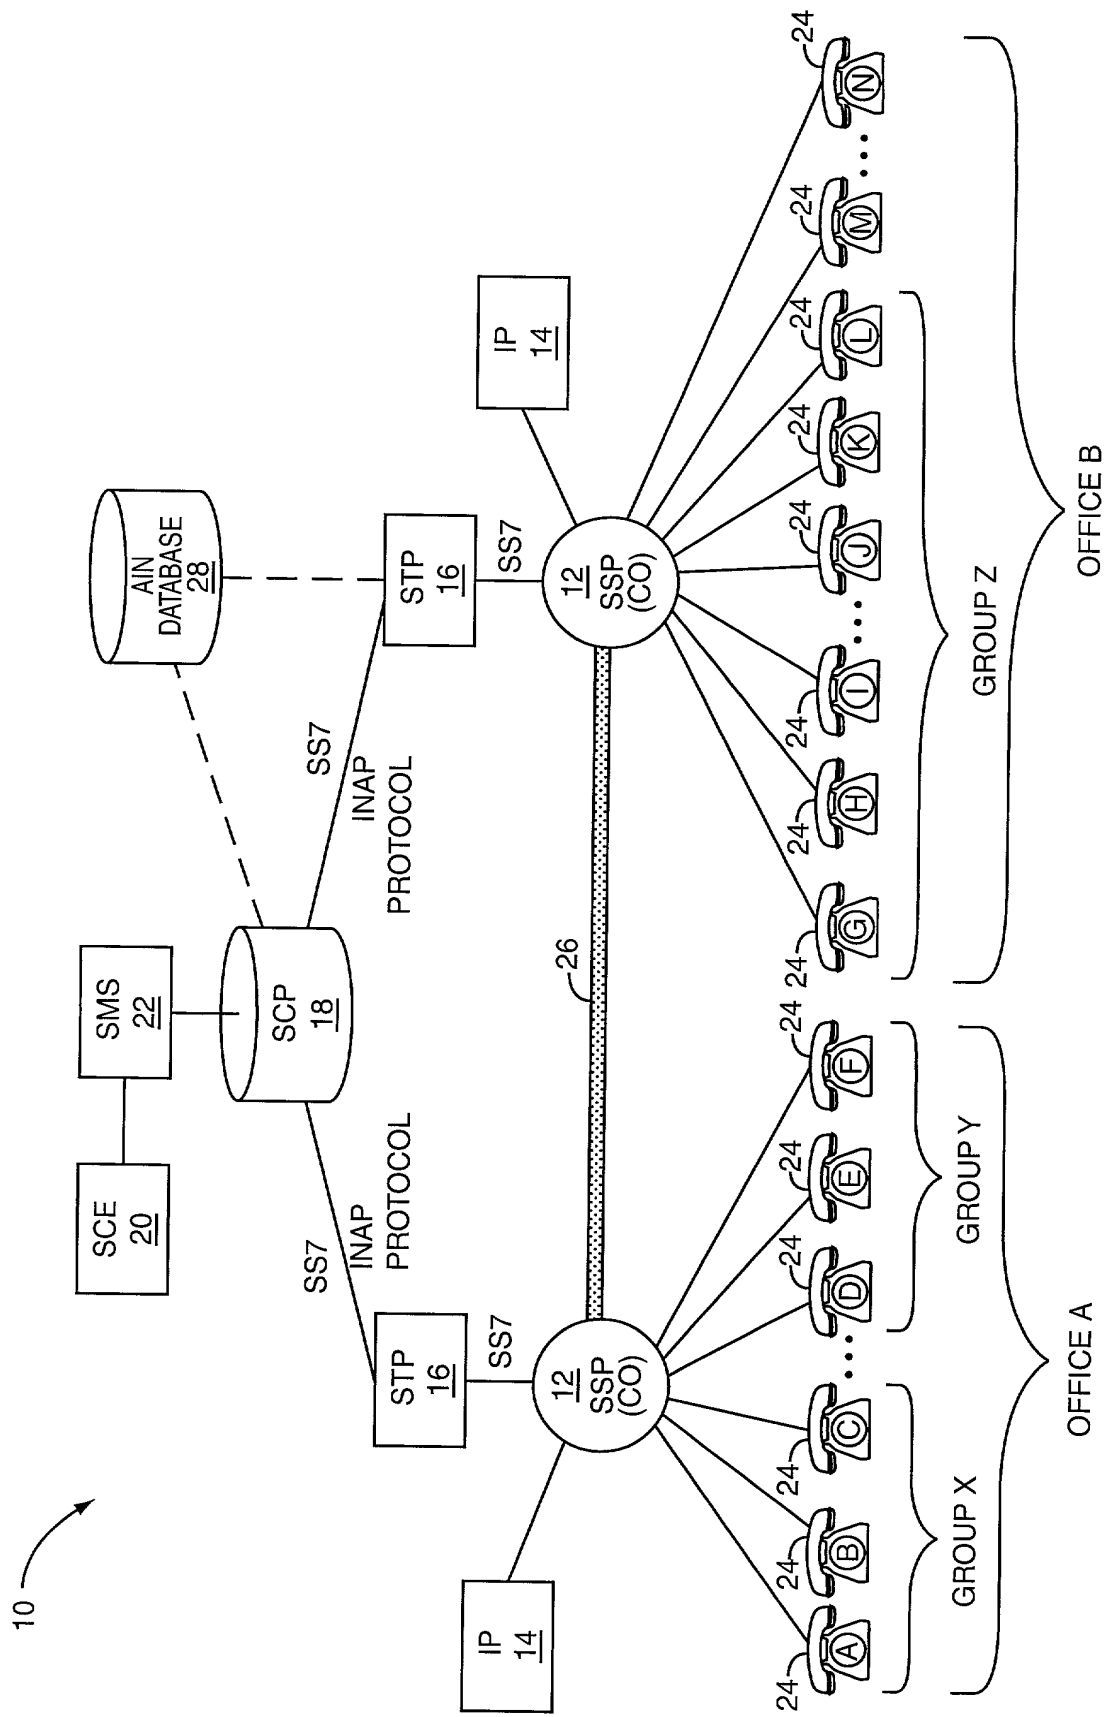 10
SCE
20
SMS
22
SCP
18
AIN
DATABASE
28
SS7
INAP
PROTOCOL
SS7
INAP
PROTOCOL
STP
16
STP
16
SS7
SS7
IP
14
12
SSP
(CO)
26
12
SSP
(CO)
IP
14
24
24
24
24
24
24
24
24
24
24
24
24
24
24
A
B
C
D
E
F
G
H
I
J
K
L
M
N
GROUP X
GROUP Y
GROUP Z
OFFICE A
OFFICE B